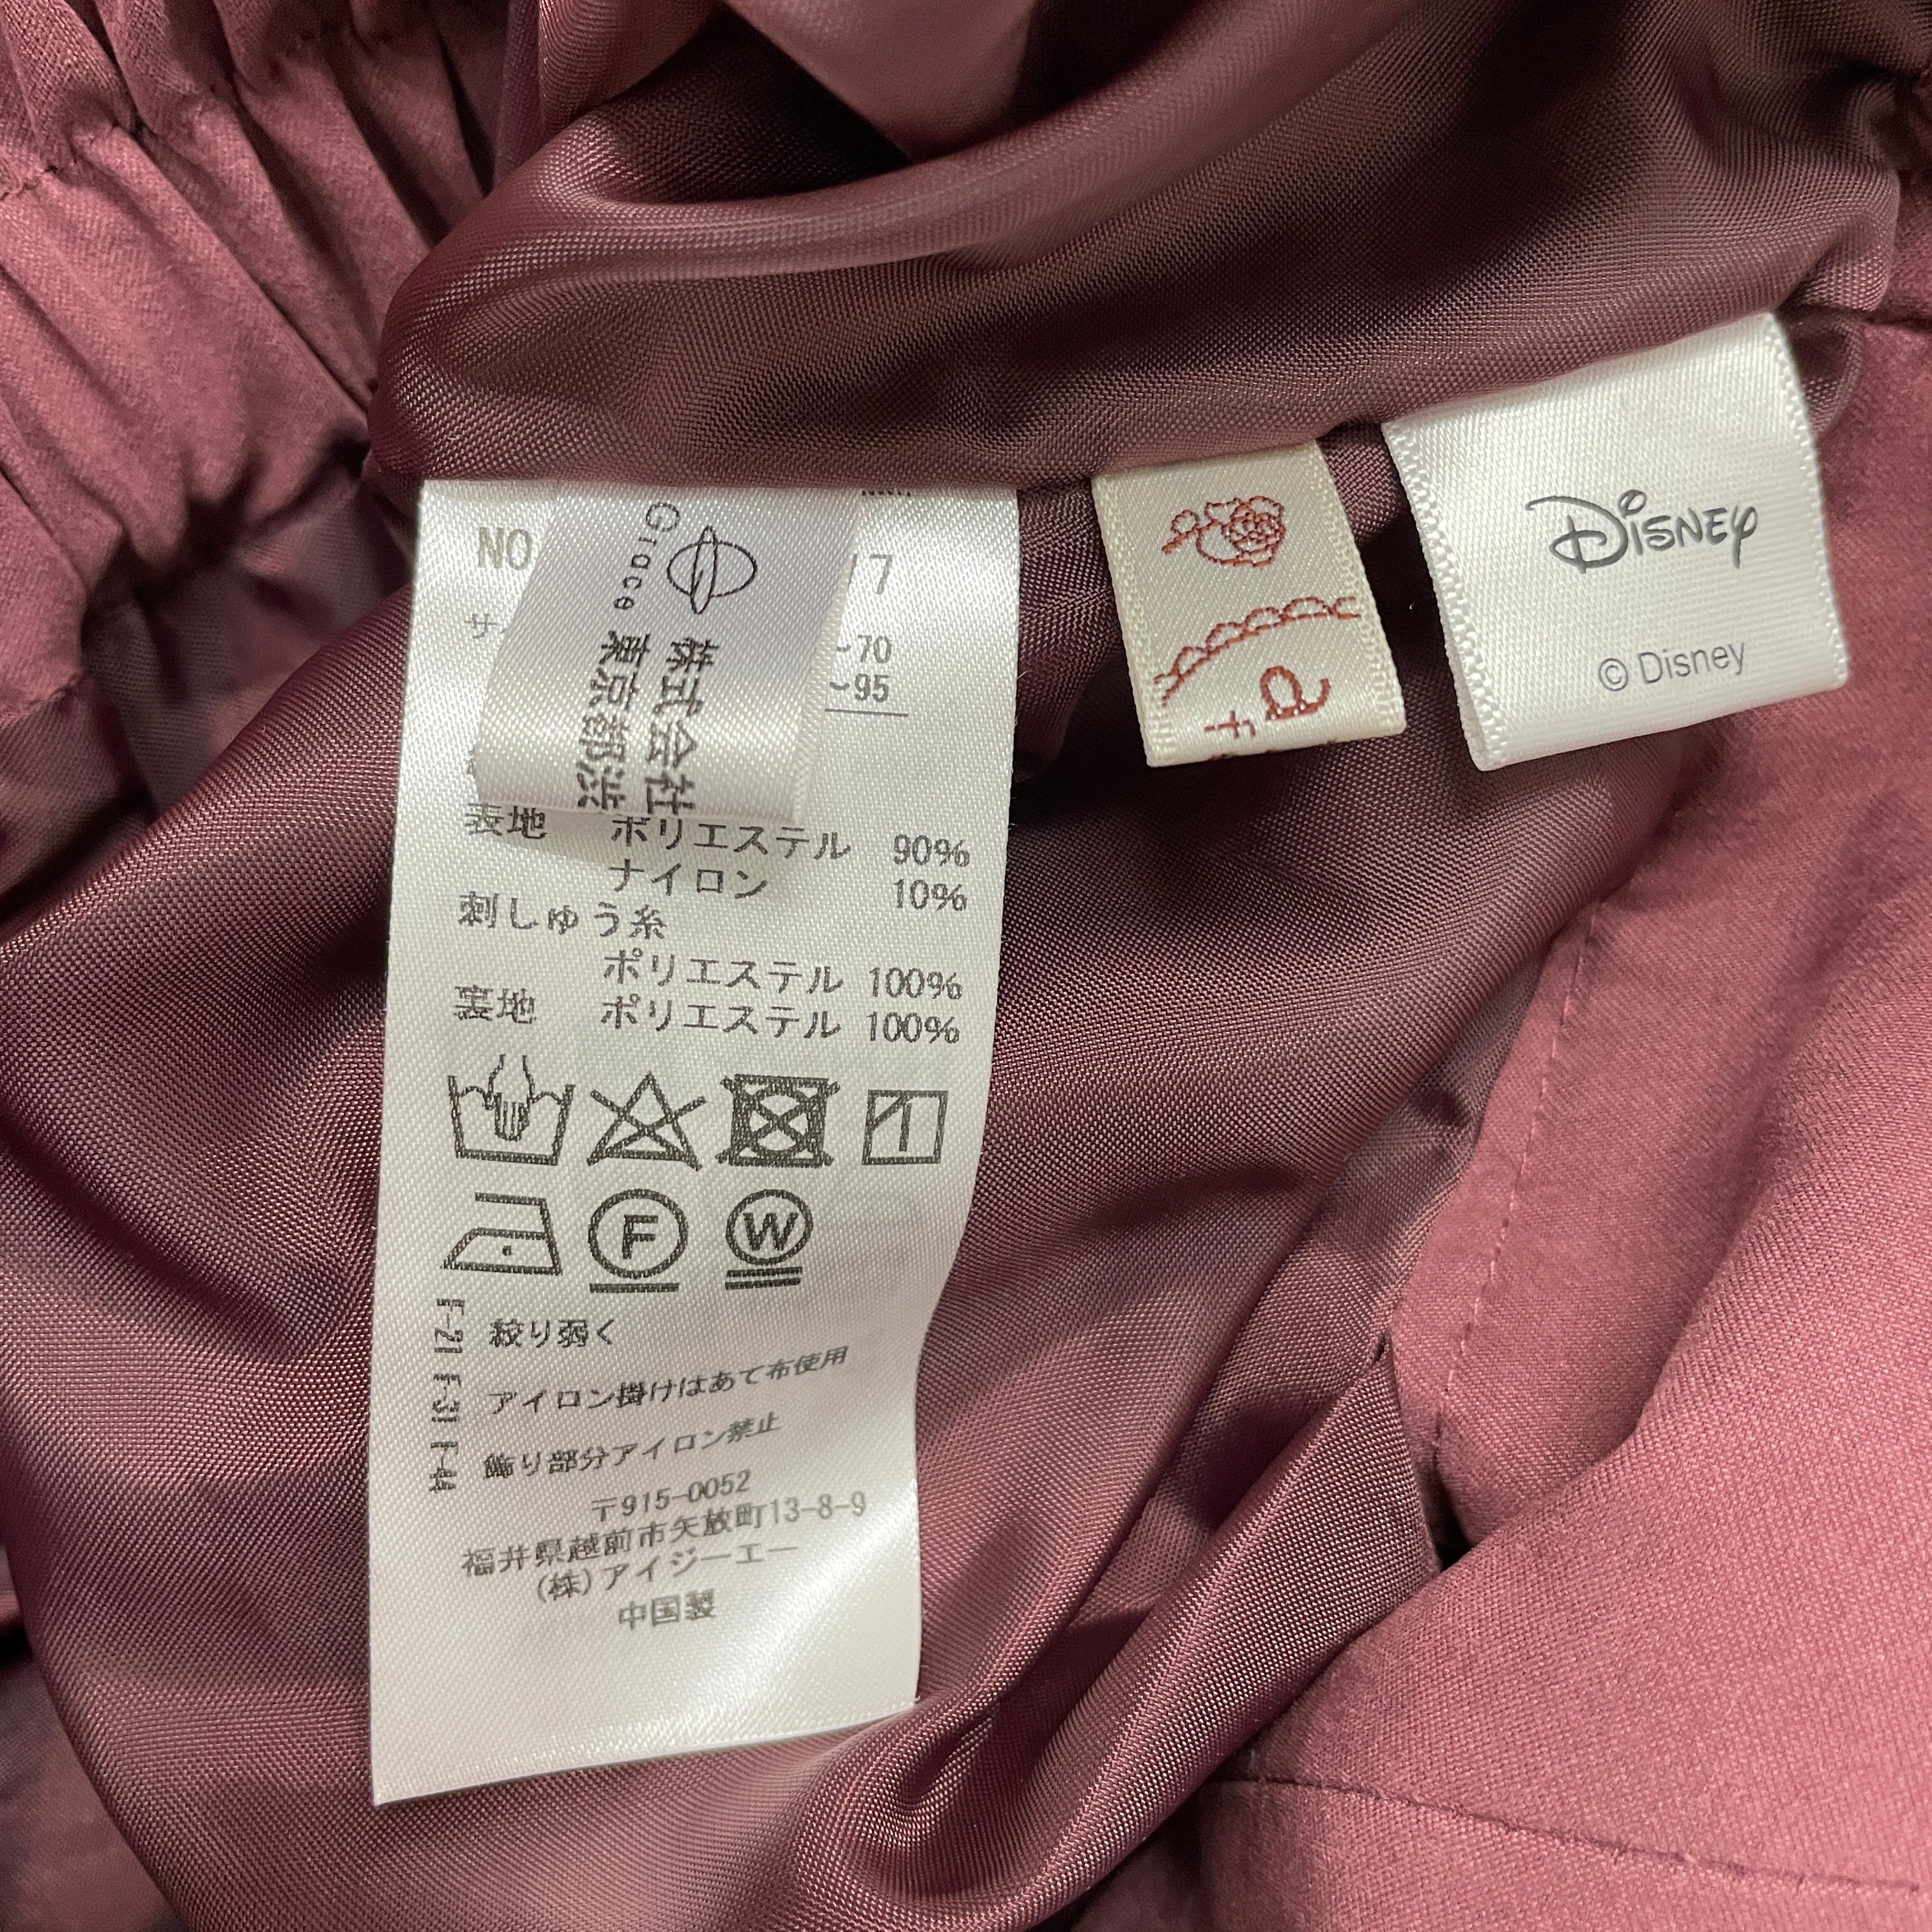 NO
7
-70
~95
Grace
株式会社
東京都渋
表地 ポリエステル 90%
ナイロン 10%
刺しゅう糸
ポリエステル 100%
裏地 ポリエステル 100%
F
W
F-21 F-31 F-44
絞り弱く
アイロン掛けはあて布使用
飾り部分アイロン禁止
〒915-0052
福井県越前市矢放町13-8-9
(株)アイジーエー
中国製
a
Disney
© Disney